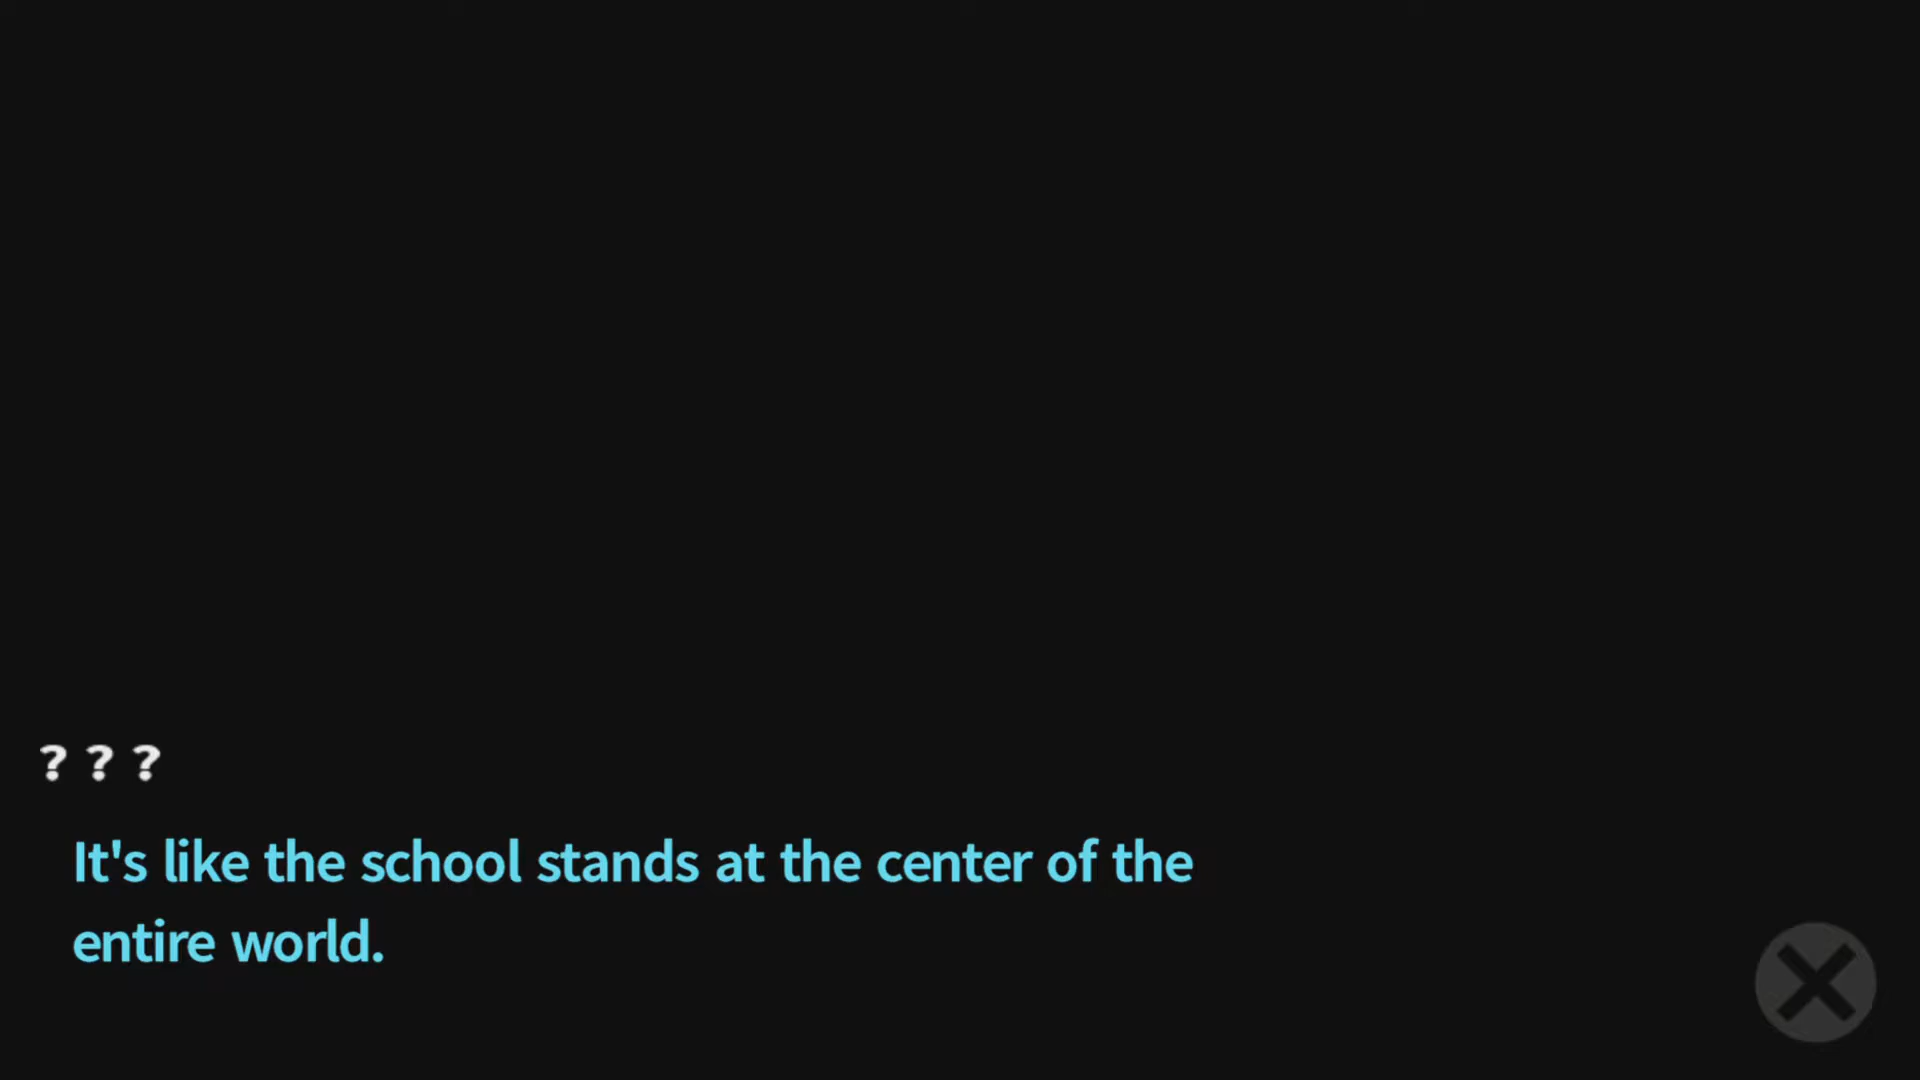 ? ? ?
It's like the school stands at the center of the
entire world.